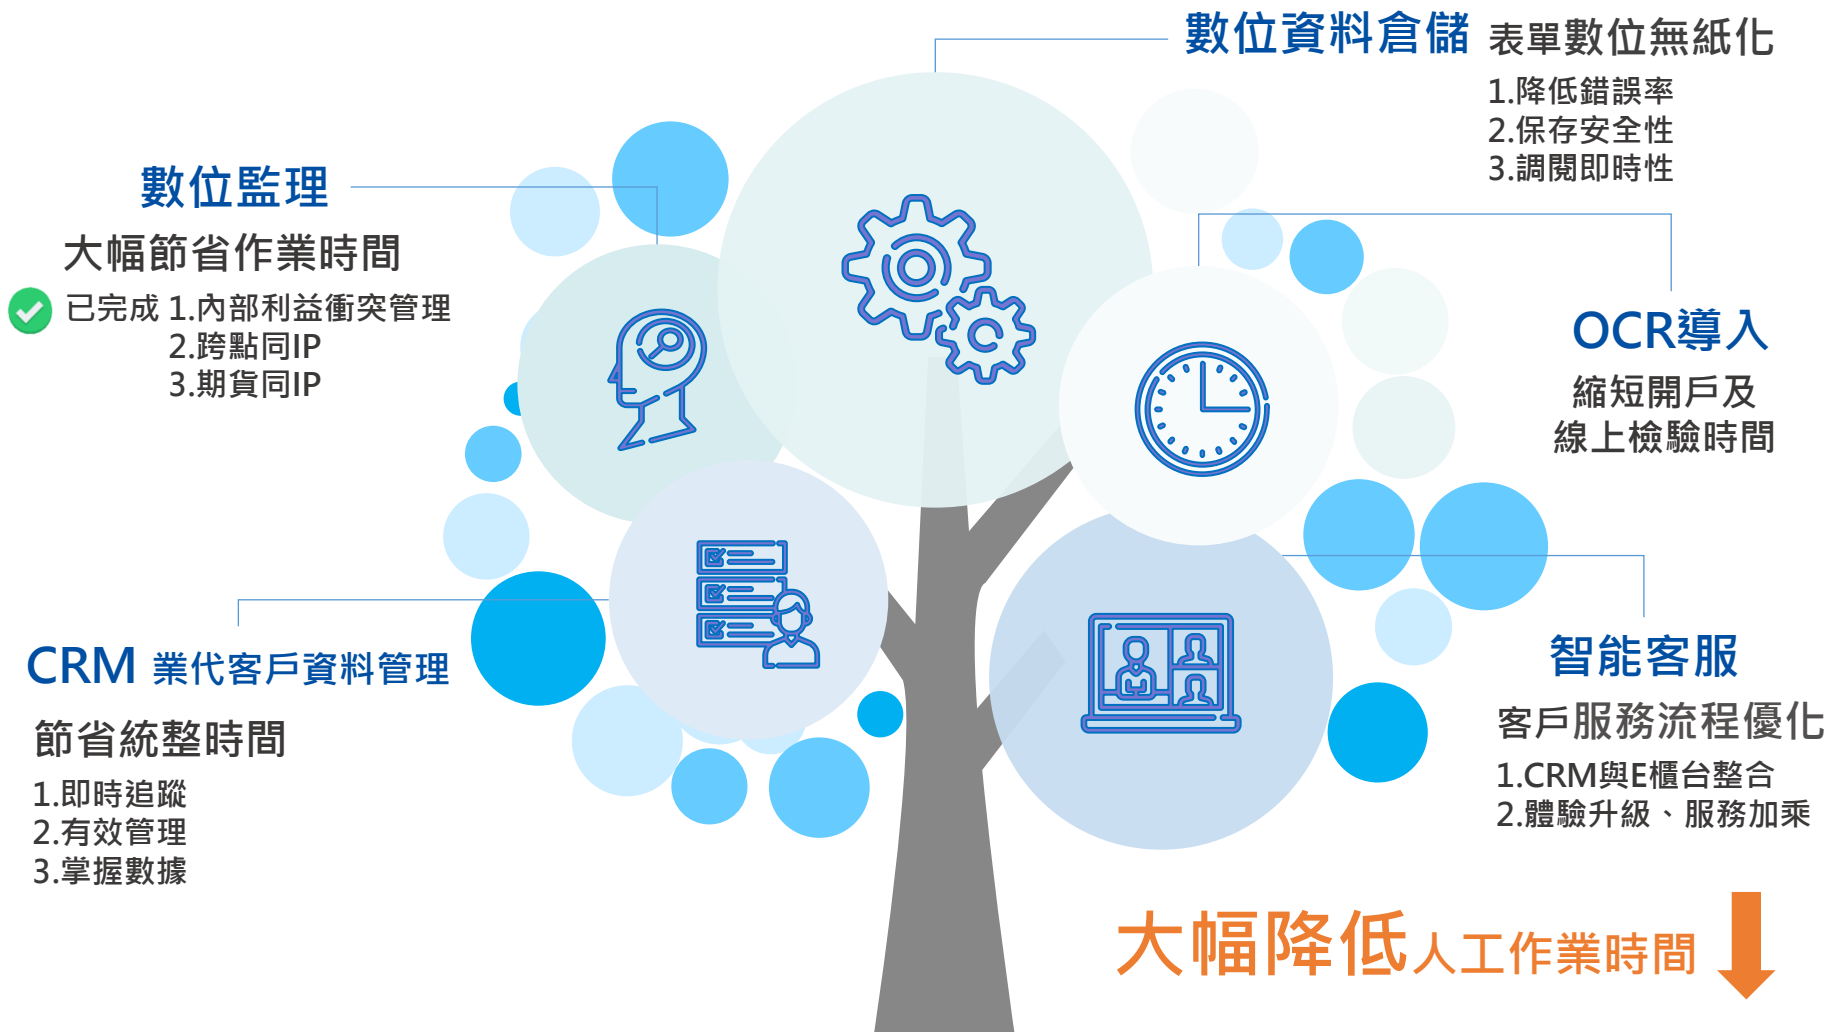 數位資料倉儲 表單數位無紙化
1.降低錯誤率
2.保存安全性
3.調閱即時性
數位監理
大幅節省作業時間
已完成 1.內部利益衝突管理
2.跨點同IP
3.期貨同IP
OCR導入
縮短開戶及
線上檢驗時間
CRM 業代客戶資料管理
節省統整時間
1.即時追蹤
2.有效管理
3.掌握數據
智能客服
客戶服務流程優化
1.CRM與E櫃台整合
2.體驗升級、服務加乘
大幅降低人工作業時間